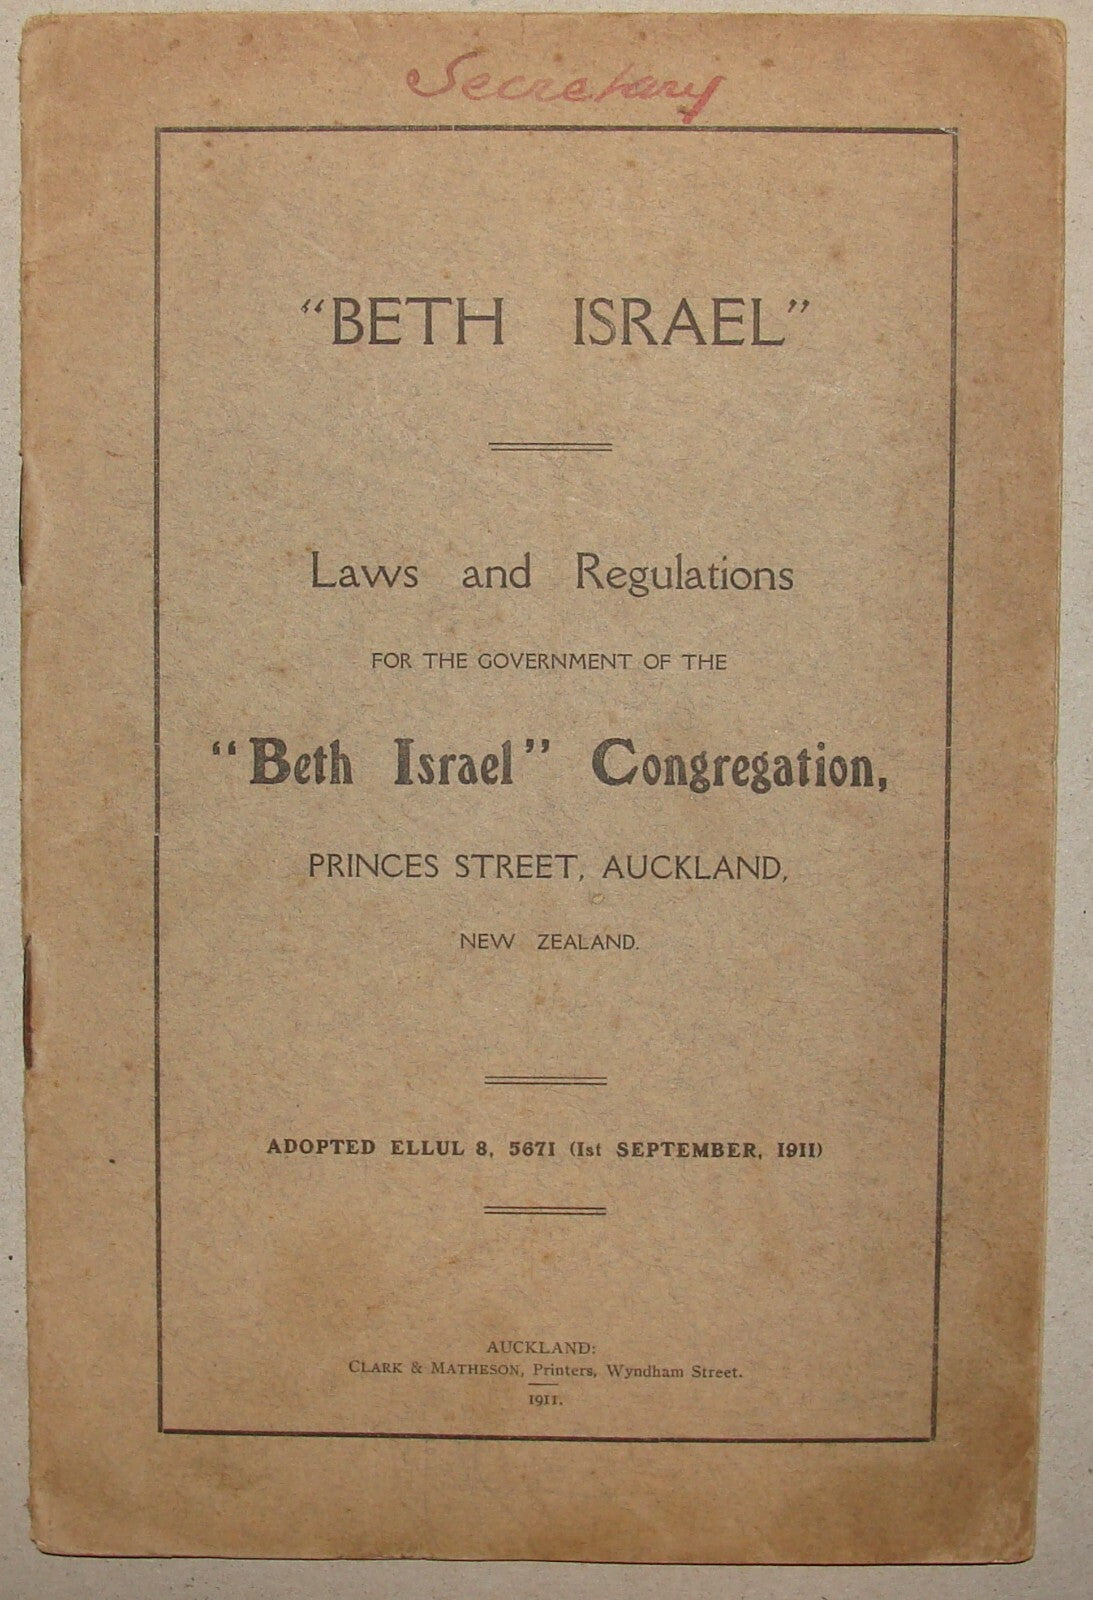 Secretary
"BETH ISRAEL"
Laws and Regulations
FOR THE GOVERNMENT OF THE
"Beth Israel" Congregation,
PRINCES STREET, AUCKLAND,
NEW ZEALAND.
ADOPTED ELLUL 8, 5671 (1st SEPTEMBER, 1911)
AUCKLAND:
CLARK & MATHESON, Printers, Wyndham Street.
1911.